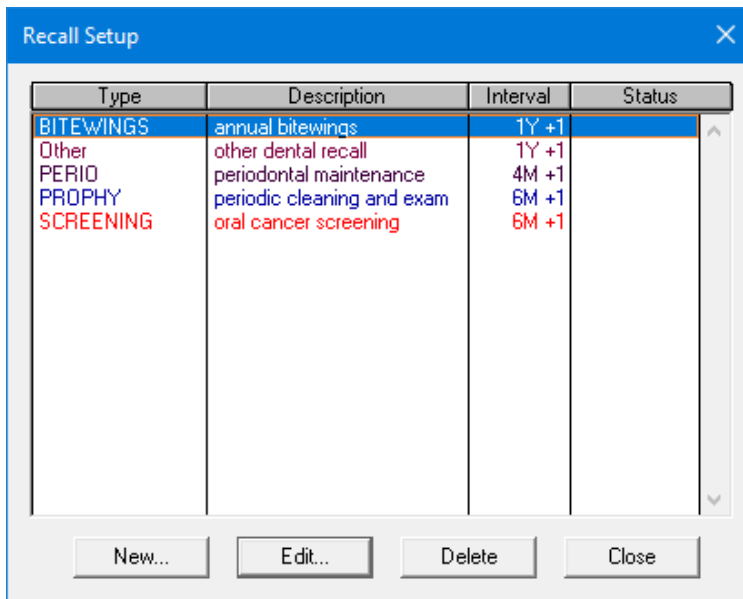 Recall Setup
Type Description Interval Status
BITEWINGS annual bitewings 1Y +1
Other other dental recall 1Y +1
PERIO periodontal maintenance 4M +1
PROPHY periodic cleaning and exam 6M +1
SCREENING oral cancer screening 6M +1
New... Edit... Delete Close